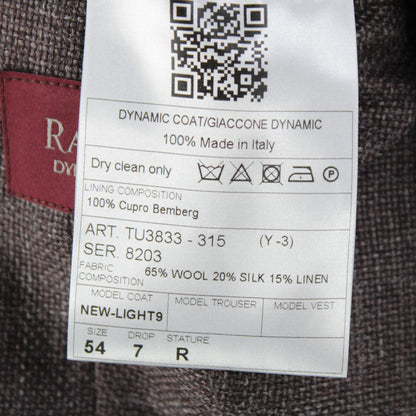 DYNAMIC COAT/GIACCONE DYNAMIC
100% Made in Italy
RA
DY
Dry clean only
P
LINING COMPOSITION
100% Cupro Bemberg
ART. TU3833 - 315 (Y -3)
SER. 8203
FABRIC COMPOSITION 65% WOOL 20% SILK 15% LINEN
MODEL COAT MODEL TROUSER MODEL VEST
NEW-LIGHT9
SIZE DROP STATURE
54 7 R